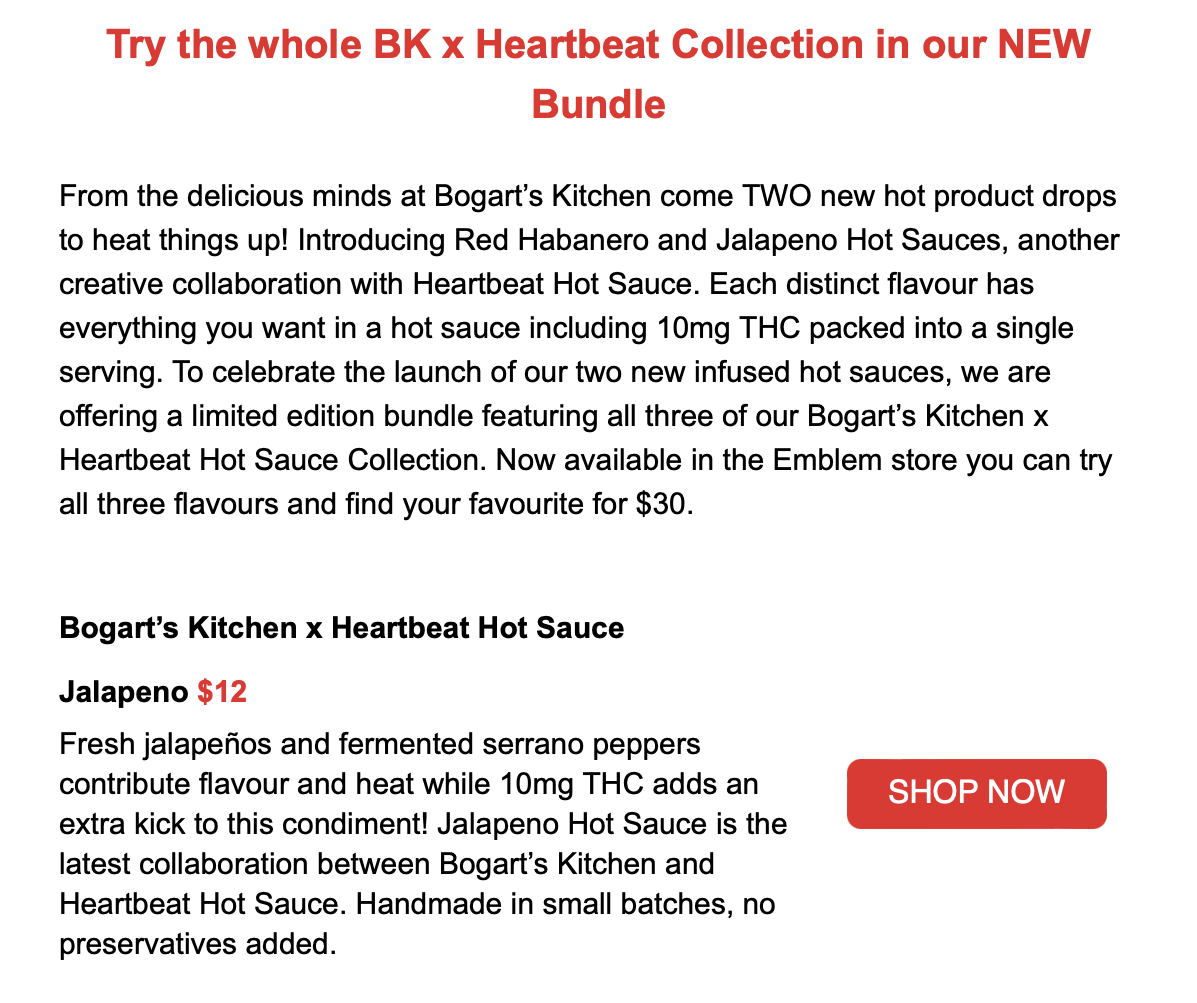 Try the whole BK x Heartbeat Collection in our NEW
Bundle
From the delicious minds at Bogart’s Kitchen come TWO new hot product drops
to heat things up! Introducing Red Habanero and Jalapeno Hot Sauces, another
creative collaboration with Heartbeat Hot Sauce. Each distinct flavour has
everything you want in a hot sauce including 10mg THC packed into a single
serving. To celebrate the launch of our two new infused hot sauces, we are
offering a limited edition bundle featuring all three of our Bogart’s Kitchen x
Heartbeat Hot Sauce Collection. Now available in the Emblem store you can try
all three flavours and find your favourite for $30.
Bogart’s Kitchen x Heartbeat Hot Sauce
Jalapeno $12
Fresh jalapeños and fermented serrano peppers
contribute flavour and heat while 10mg THC adds an
extra kick to this condiment! Jalapeno Hot Sauce is the
latest collaboration between Bogart’s Kitchen and
Heartbeat Hot Sauce. Handmade in small batches, no
preservatives added.
SHOP NOW